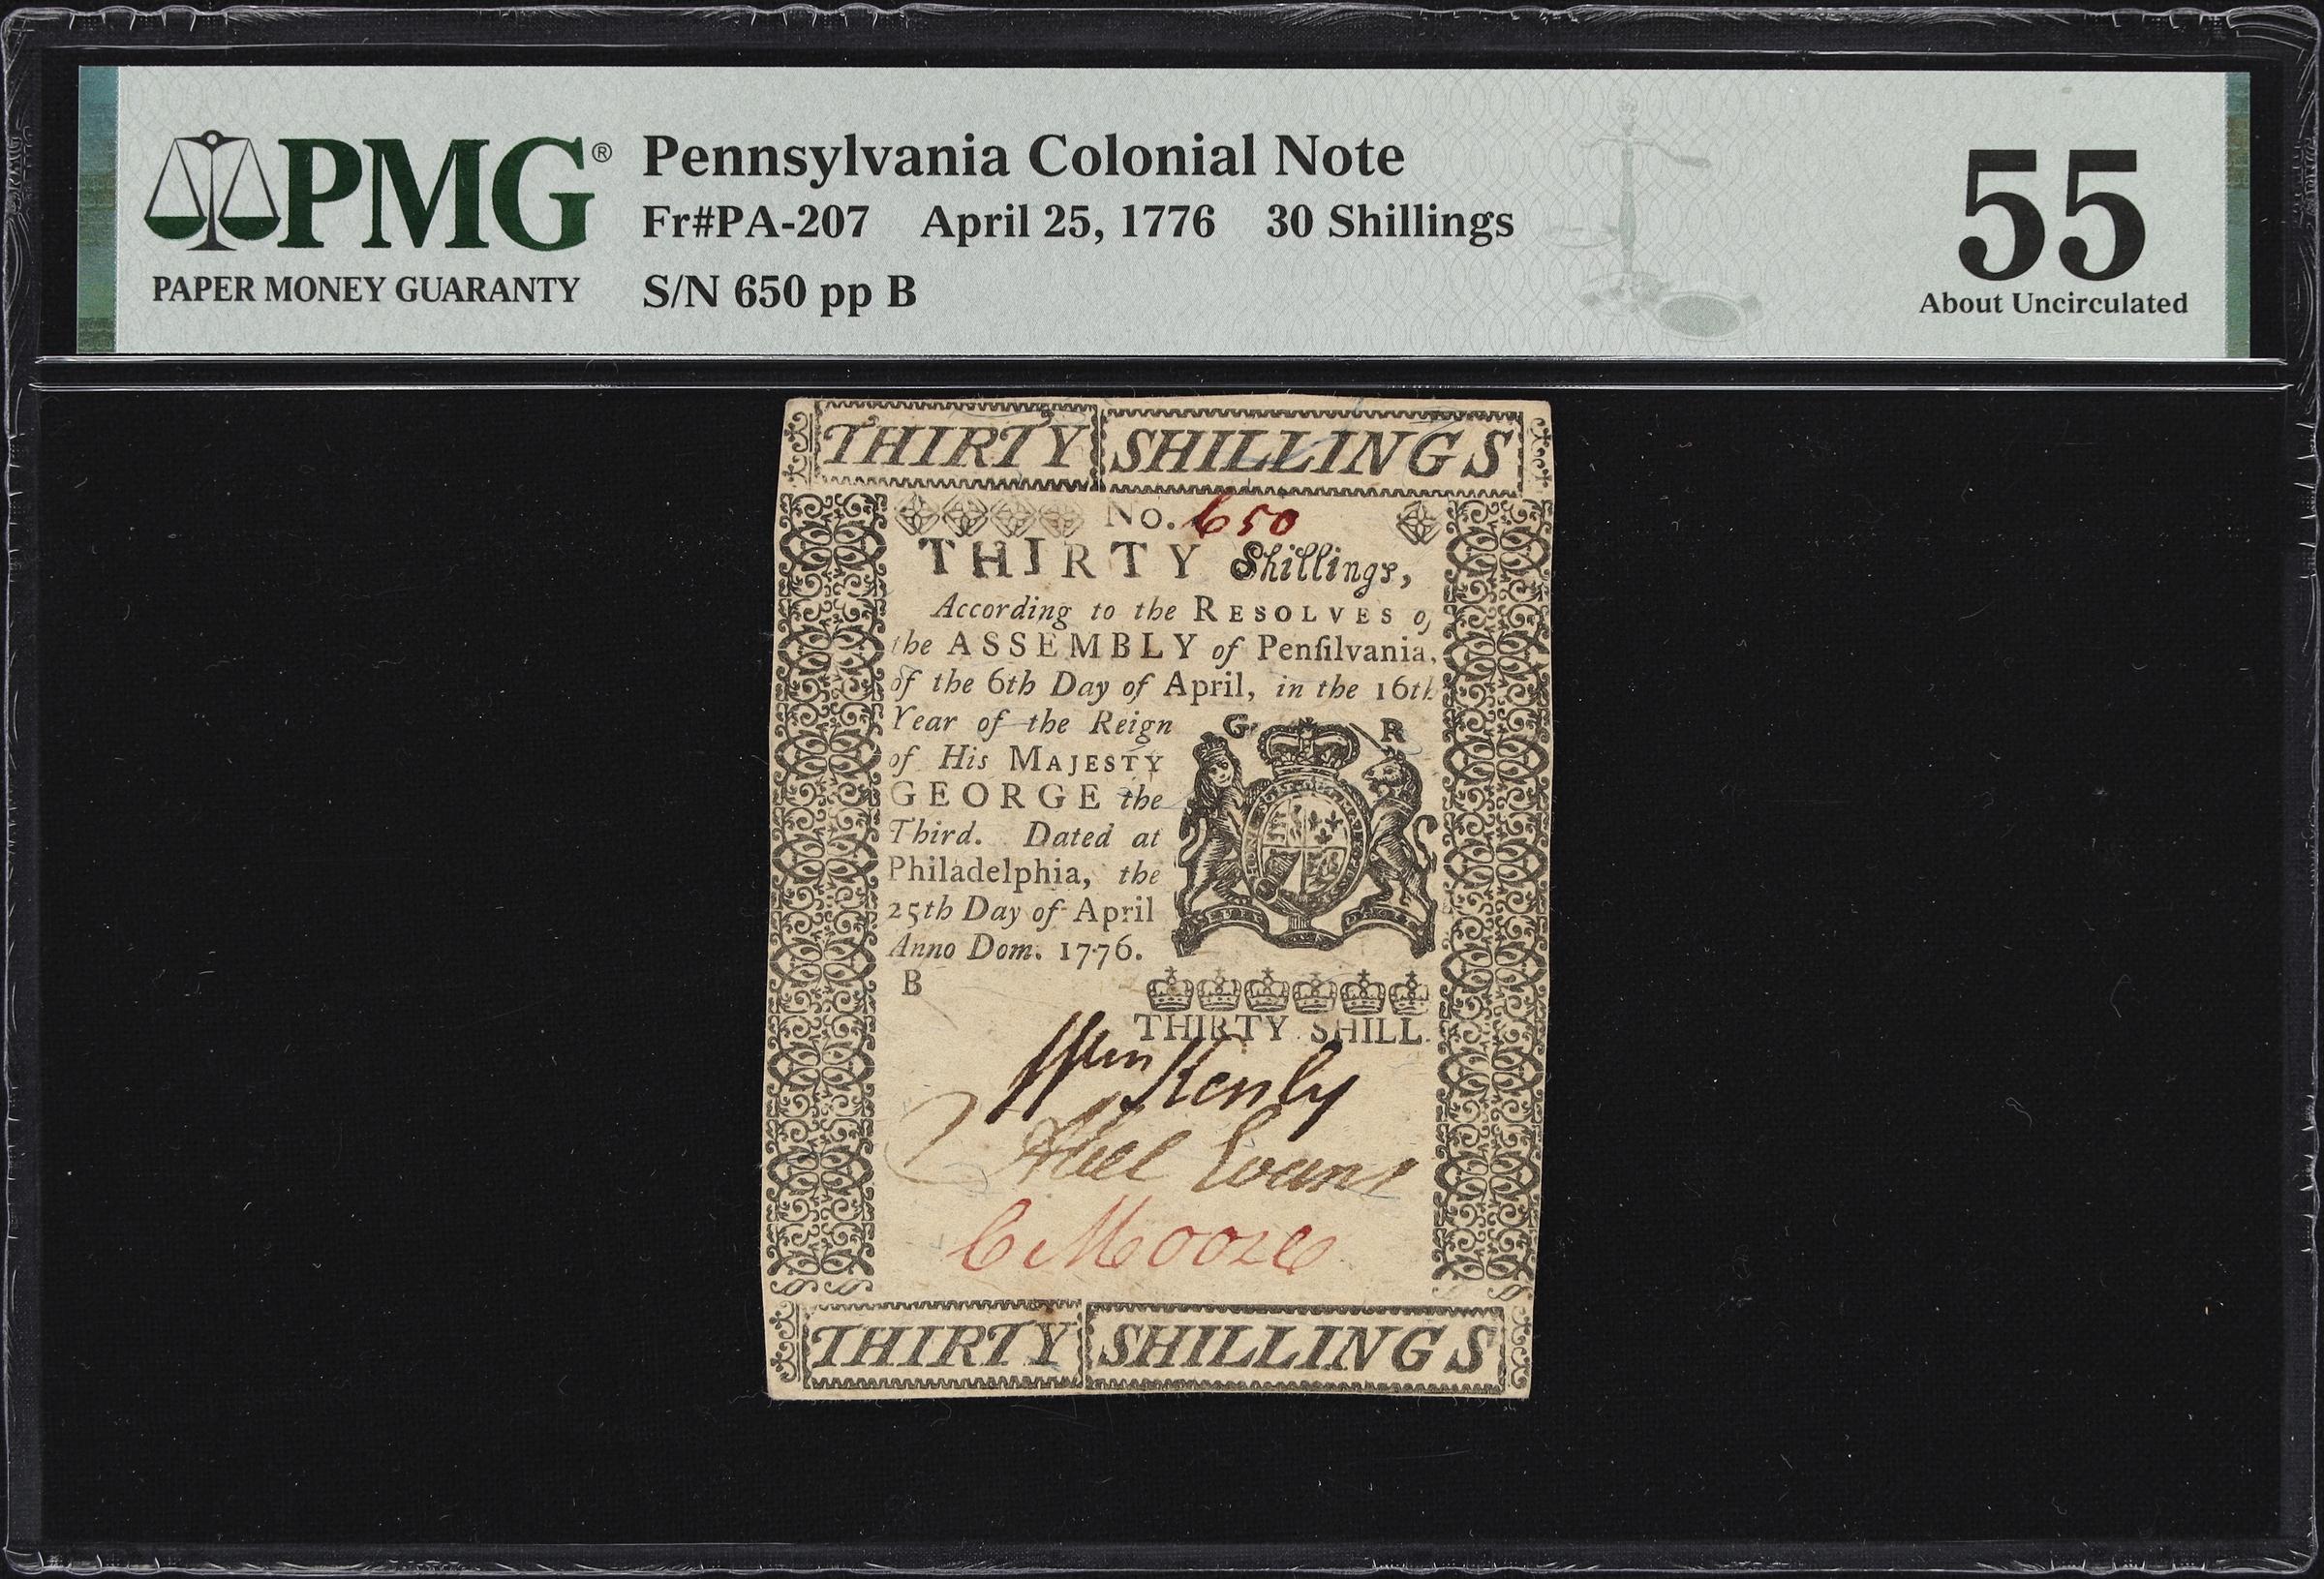 PMG®
PAPER MONEY GUARANTY
Pennsylvania Colonial Note
Fr#PA-207 April 25, 1776 30 Shillings
S/N 650 pp B
55
About Uncirculated
THIRTY SHILLINGS
No. 650
THIRTY Shillings,
According to the RESOLVES of
the ASSEMBLY of Penſilvania,
of the 6th Day of April, in the 16th
Year of the Reign
of His MAJESTY
GEORGE the
Third. Dated at
Philadelphia, the
25th Day of April
Anno Dom. 1776.
G R
B
THIRTY SHILL.
Wm Kenly
Abel Evans
C Moore
THIRTY SHILLINGS